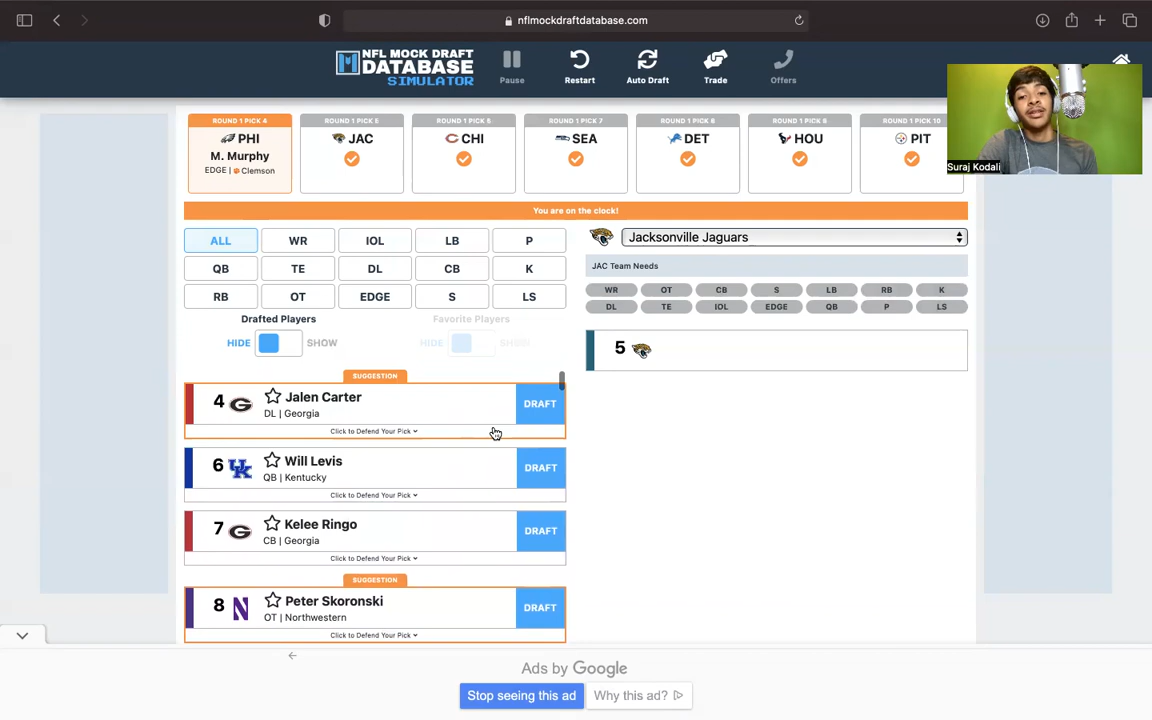 nflmockdraftdatabase.com
NFL MOCK DRAFT
DATABASE
SIMULATOR
Pause
Restart
Auto Draft
Trade
Offers
Suraj Kodali
ROUND 1 PICK 4
PHI
M. Murphy
EDGE | Clemson
ROUND 1 PICK 5
JAC
ROUND 1 PICK 6
CHI
ROUND 1 PICK 7
SEA
ROUND 1 PICK 8
DET
ROUND 1 PICK 9
HOU
ROUND 1 PICK 10
PIT
You are on the clock!
ALL WR IOL LB P
QB TE DL CB K
RB OT EDGE S LS
Drafted Players
HIDE SHOW
Favorite Players
HIDE SHOW
Jacksonville Jaguars
JAC Team Needs
WR OT CB S LB RB K
DL TE IOL EDGE QB P LS
5
SUGGESTION
4 G Jalen Carter
DL | Georgia
DRAFT
Click to Defend Your Pick
6 UK Will Levis
QB | Kentucky
DRAFT
Click to Defend Your Pick
7 G Kelee Ringo
CB | Georgia
DRAFT
Click to Defend Your Pick
SUGGESTION
8 N Peter Skoronski
OT | Northwestern
DRAFT
Click to Defend Your Pick
Ads by Google
Stop seeing this ad
Why this ad?